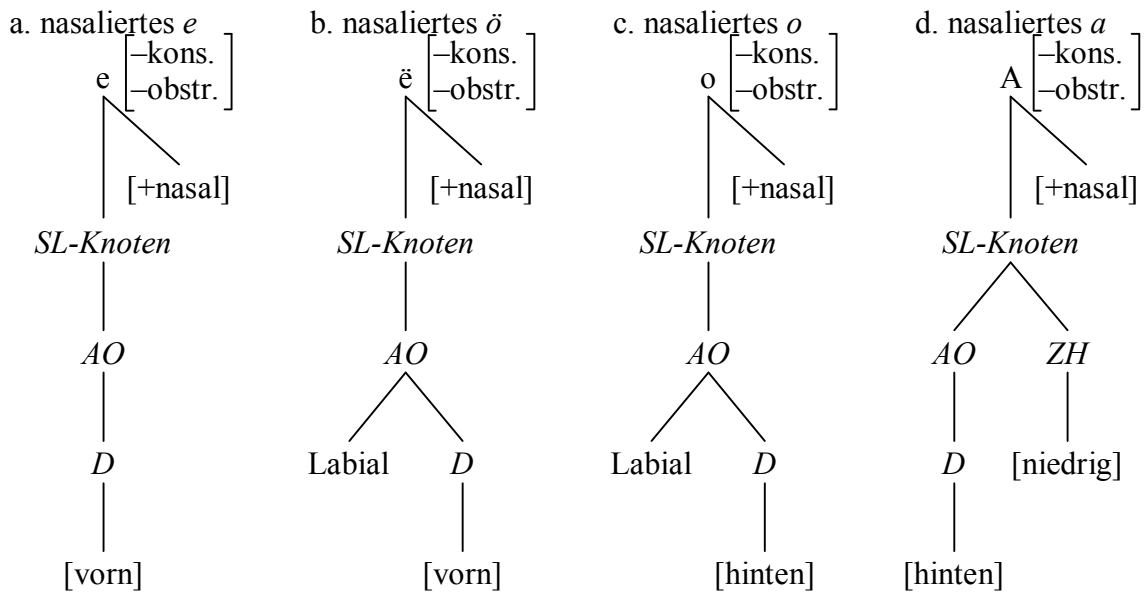 a. nasaliertes e b. nasaliertes ö c. nasaliertes o d. nasaliertes a
e [–kons. ë [–kons. o [–kons. A [–kons.
–obstr.] –obstr.] –obstr.] –obstr.]
[+nasal] [+nasal] [+nasal] [+nasal]
SL-Knoten SL-Knoten SL-Knoten SL-Knoten
AO AO AO AO ZH
D Labial D Labial D D [niedrig]
[vorn] [vorn] [hinten] [hinten]